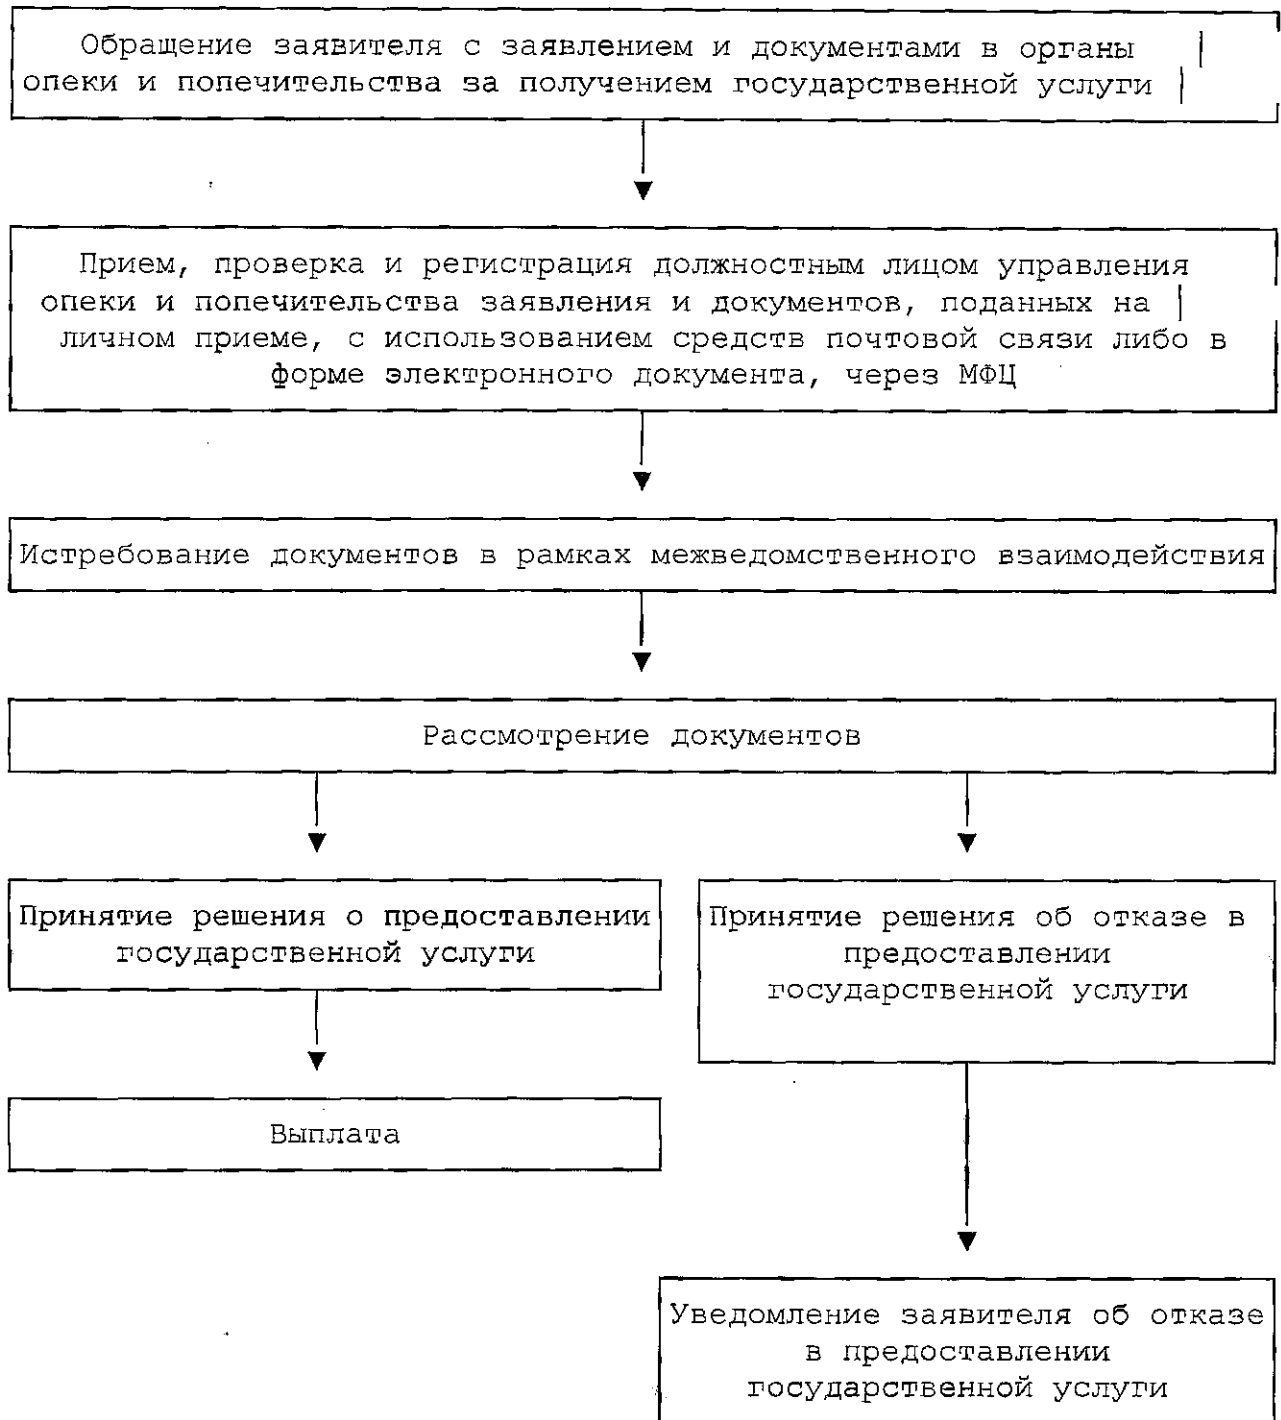 Обращение заявителя с заявлением и документами в органы
опеки и попечительства за получением государственной услуги
Прием, проверка и регистрация должностным лицом управления
опеки и попечительства заявления и документов, поданных на
личном приеме, с использованием средств почтовой связи либо в
форме электронного документа, через МФЦ
Истребование документов в рамках межведомственного взаимодействия
Рассмотрение документов
Принятие решения о предоставлении
государственной услуги
Принятие решения об отказе в
предоставлении
государственной услуги
Выплата
Уведомление заявителя об отказе
в предоставлении
государственной услуги